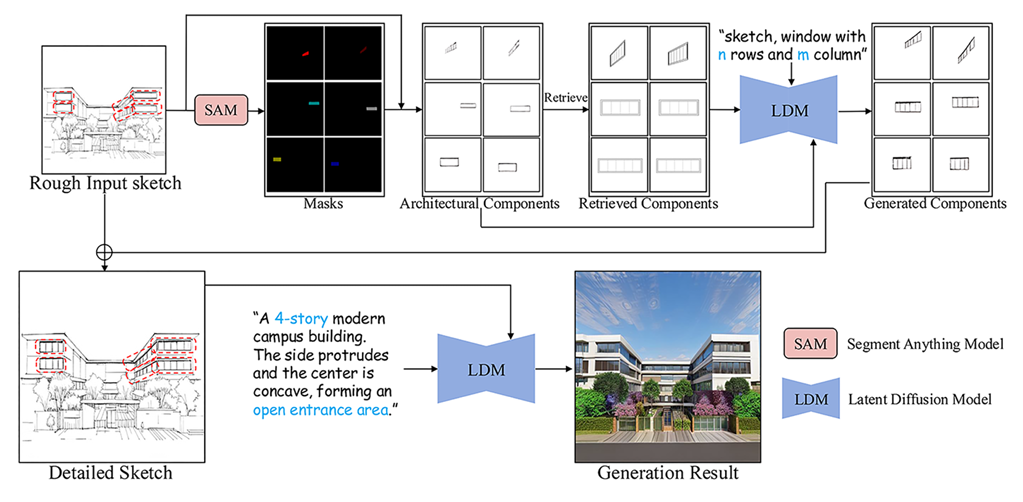 Rough Input sketch
SAM
Masks
Architectural Components
Retrieve
Retrieved Components
“sketch, window with
n rows and m column”
LDM
Generated Components
Detailed Sketch
“A 4-story modern
campus building.
The side protrudes
and the center is
concave, forming an
open entrance area.”
LDM
Generation Result
SAM
Segment Anything Model
LDM
Latent Diffusion Model